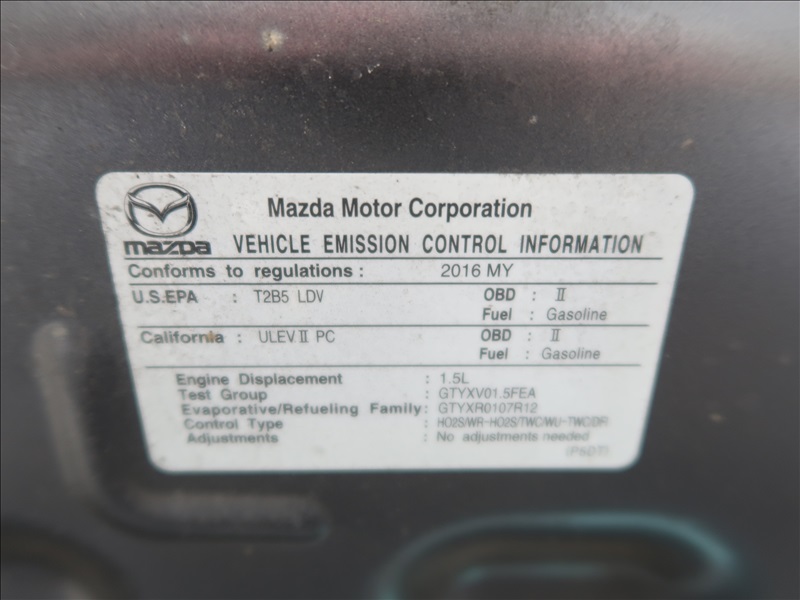 Mazda Motor Corporation
mazda VEHICLE EMISSION CONTROL INFORMATION
Conforms to regulations : 2016 MY
U.S.EPA : T2B5 LDV OBD : II
Fuel : Gasoline
California : ULEV II PC OBD : II
Fuel : Gasoline
Engine Displacement : 1.5L
Test Group : GTYXV01.5FEA
Evaporative/Refueling Family: GTYXR0107R12
Control Type : HO2S/WR-HO2S/TWC/WU-TWC/DFI
Adjustments : No adjustments needed